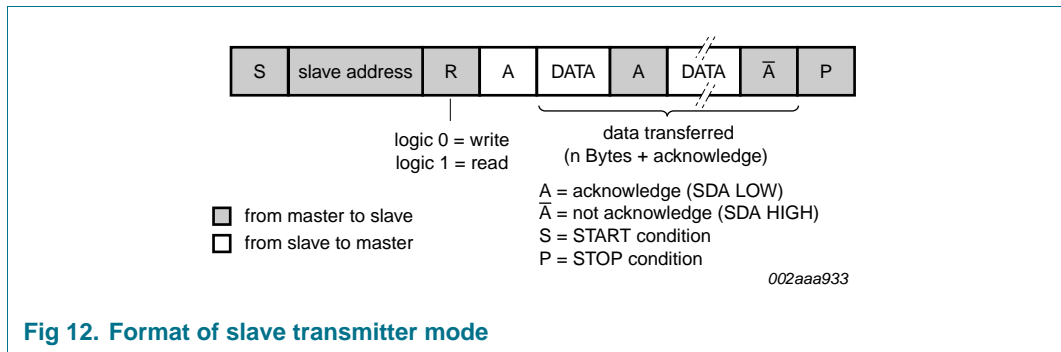 S slave address R A DATA A DATA A̅ P
logic 0 = write
logic 1 = read
data transferred
(n Bytes + acknowledge)
A = acknowledge (SDA LOW)
A̅ = not acknowledge (SDA HIGH)
S = START condition
P = STOP condition
from master to slave
from slave to master
002aaa933
Fig 12. Format of slave transmitter mode